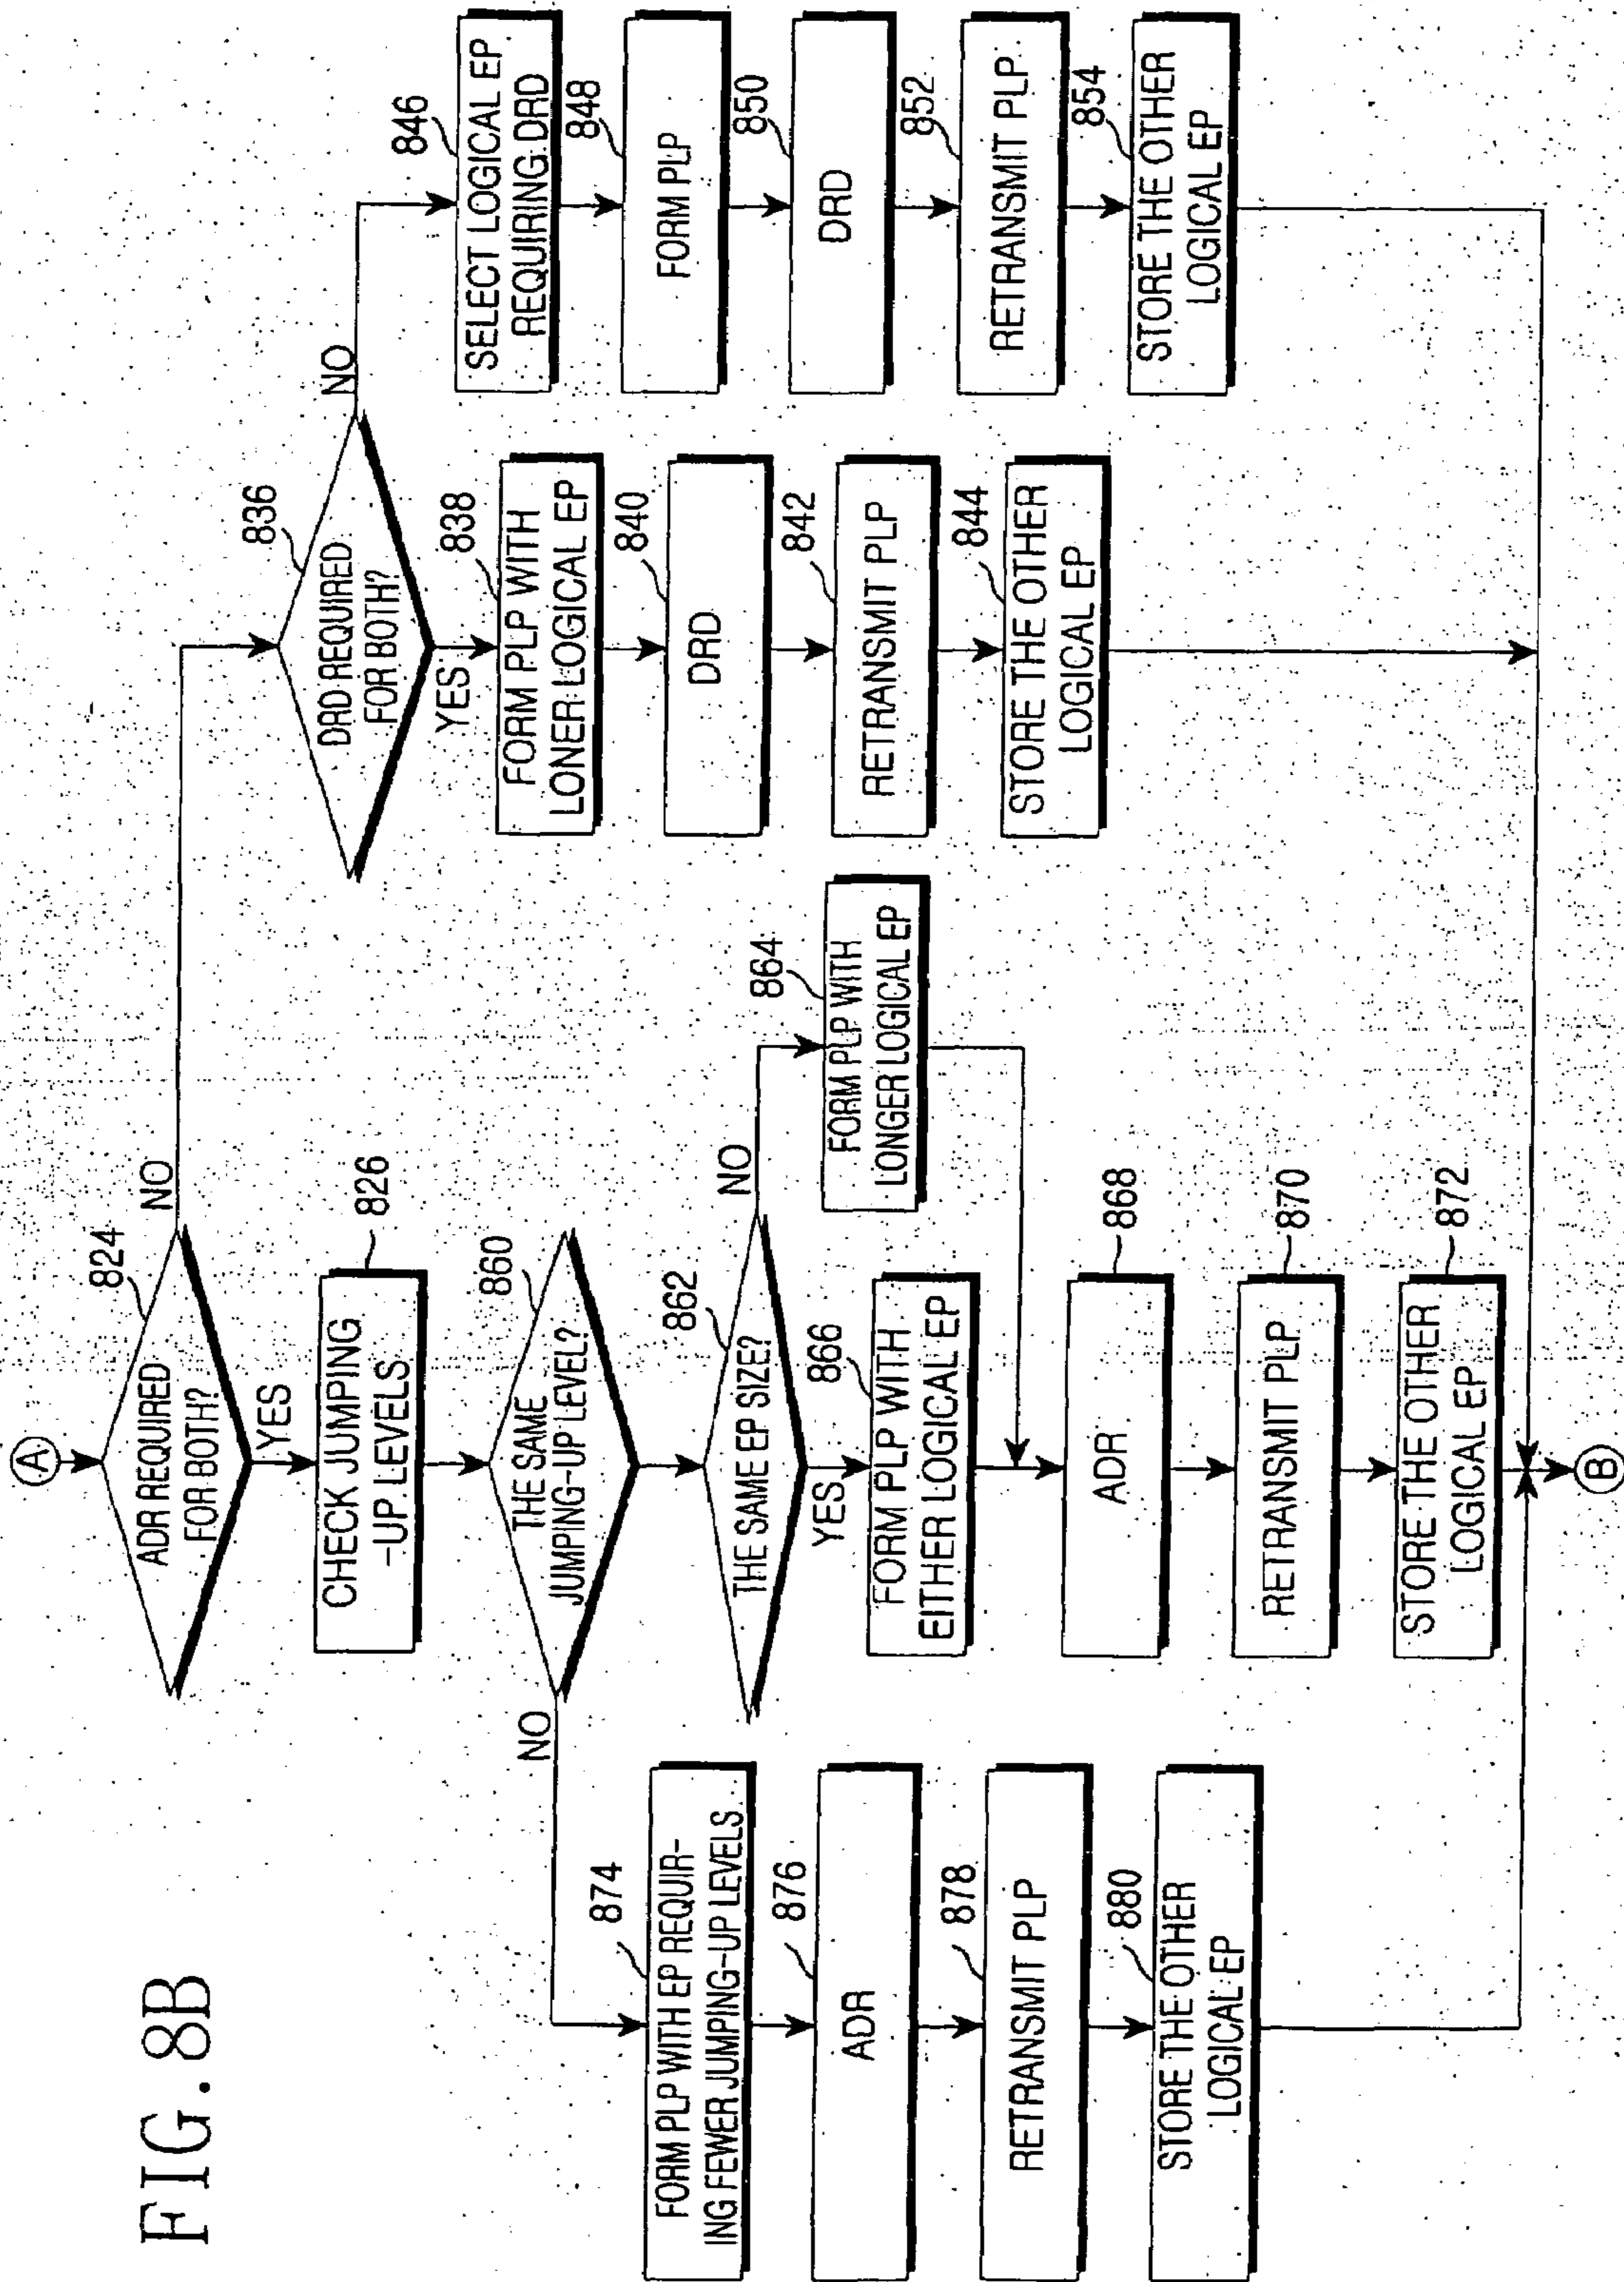 FIG.8B
A
824
ADR REQUIRED
FOR BOTH?
NO
YES
826
CHECK JUMPING
-UP LEVELS
860
THE SAME
JUMPING-UP LEVEL?
NO
862
THE SAME EP SIZE?
NO
YES
864
FORM PLP WITH
LONGER LOGICAL EP
866
FORM PLP WITH
EITHER LOGICAL EP
868
ADR
870
RETRANSMIT PLP
872
STORE THE OTHER
LOGICAL EP
874
FORM PLP WITH EP REQUIR-
ING FEWER JUMPING-UP LEVELS
876
ADR
878
RETRANSMIT PLP
880
STORE THE OTHER
LOGICAL EP
836
DRD REQUIRED
FOR BOTH?
NO
YES
838
FORM PLP WITH
LONER LOGICAL EP
840
DRD
842
RETRANSMIT PLP
844
STORE THE OTHER
LOGICAL EP
846
SELECT LOGICAL EP
REQUIRING DRD
848
FORM PLP
850
DRD
852
RETRANSMIT PLP
854
STORE THE OTHER
LOGICAL EP
B